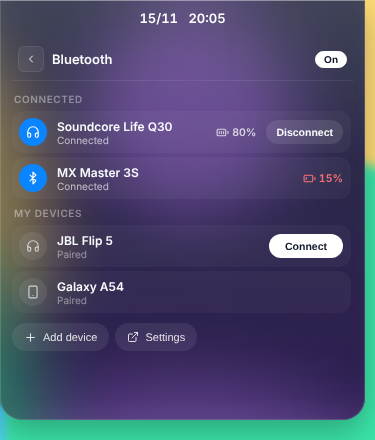 15/11 20:05
Bluetooth
On
CONNECTED
Soundcore Life Q30
Connected
80%
Disconnect
MX Master 3S
Connected
15%
MY DEVICES
JBL Flip 5
Paired
Connect
Galaxy A54
Paired
Add device
Settings